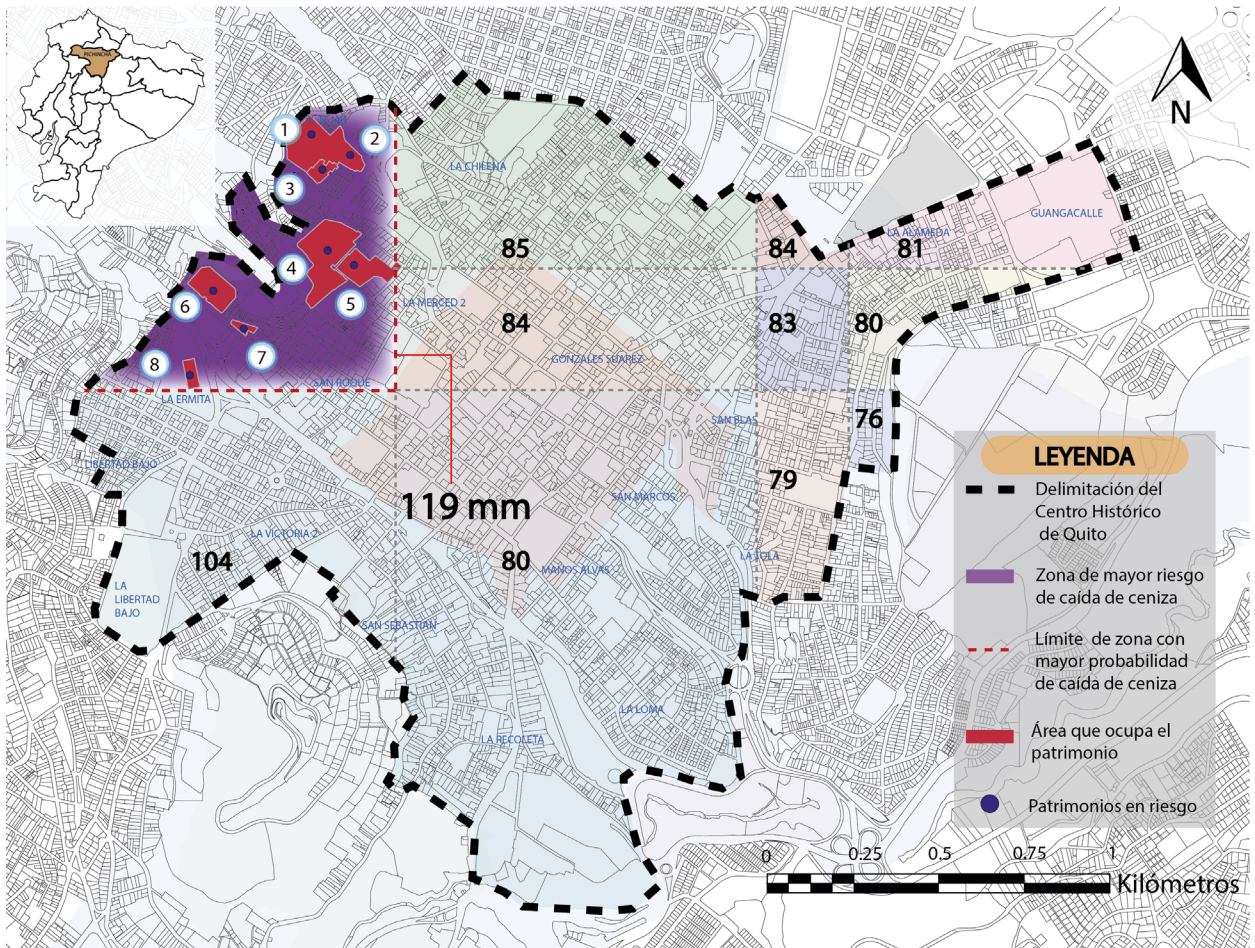 PICHINCHA
N
1
2
3
4
5
6
7
8
LA CHILENA
GUANGACALLE
LA ALAMEDA
85
84
81
LA MERCED 2
84
83
80
GONZALES SUAREZ
SAN ROQUE
LA ERMITA
SAN BLAS
76
LIBERTAD BAJO
79
SAN MARCOS
119 mm
LA VICTORIA 2
LA TOLA
104
80
MANOS ALVAS
LA
LIBERTAD
BAJO
SAN SEBASTIAN
LA LOMA
LA RECOLETA
LEYENDA
Delimitación del
Centro Histórico
de Quito
Zona de mayor riesgo
de caída de ceniza
Límite de zona con
mayor probabilidad
de caída de ceniza
Área que ocupa el
patrimonio
Patrimonios en riesgo
0 0.25 0.5 0.75 1
Kilómetros